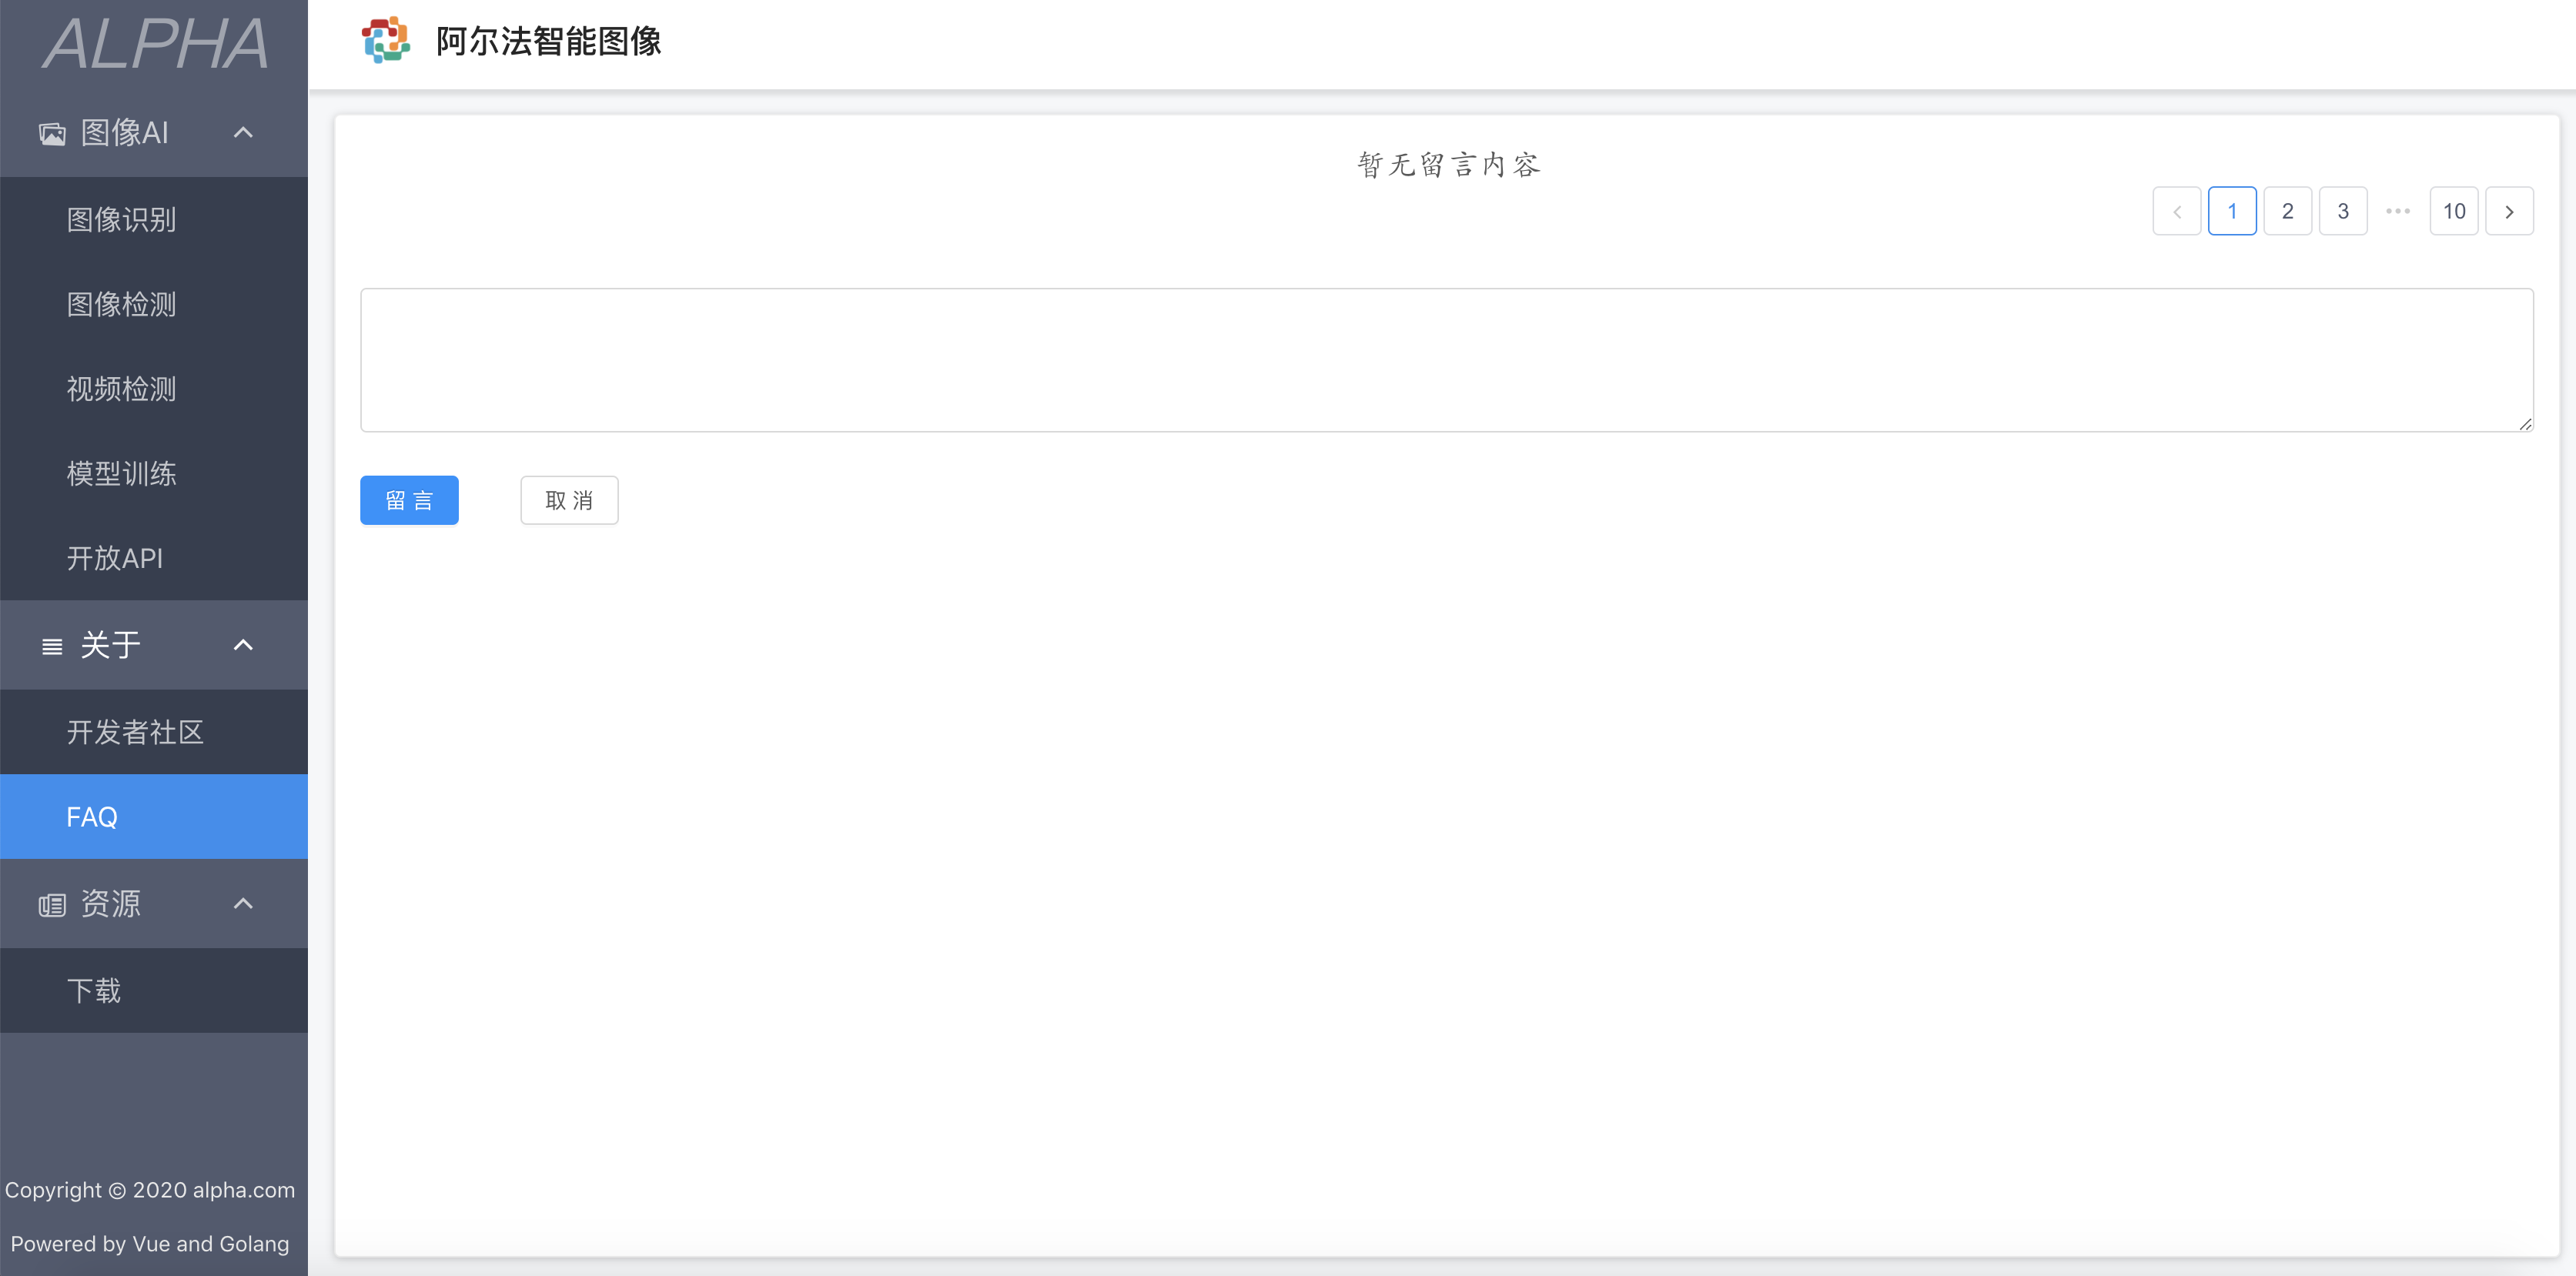 ALPHA
阿尔法智能图像
图像AI
图像识别
图像检测
视频检测
模型训练
开放API
关于
开发者社区
FAQ
资源
下载
Copyright © 2020 alpha.com
Powered by Vue and Golang
暂无留言内容
1 2 3 ••• 10
留 言 取 消